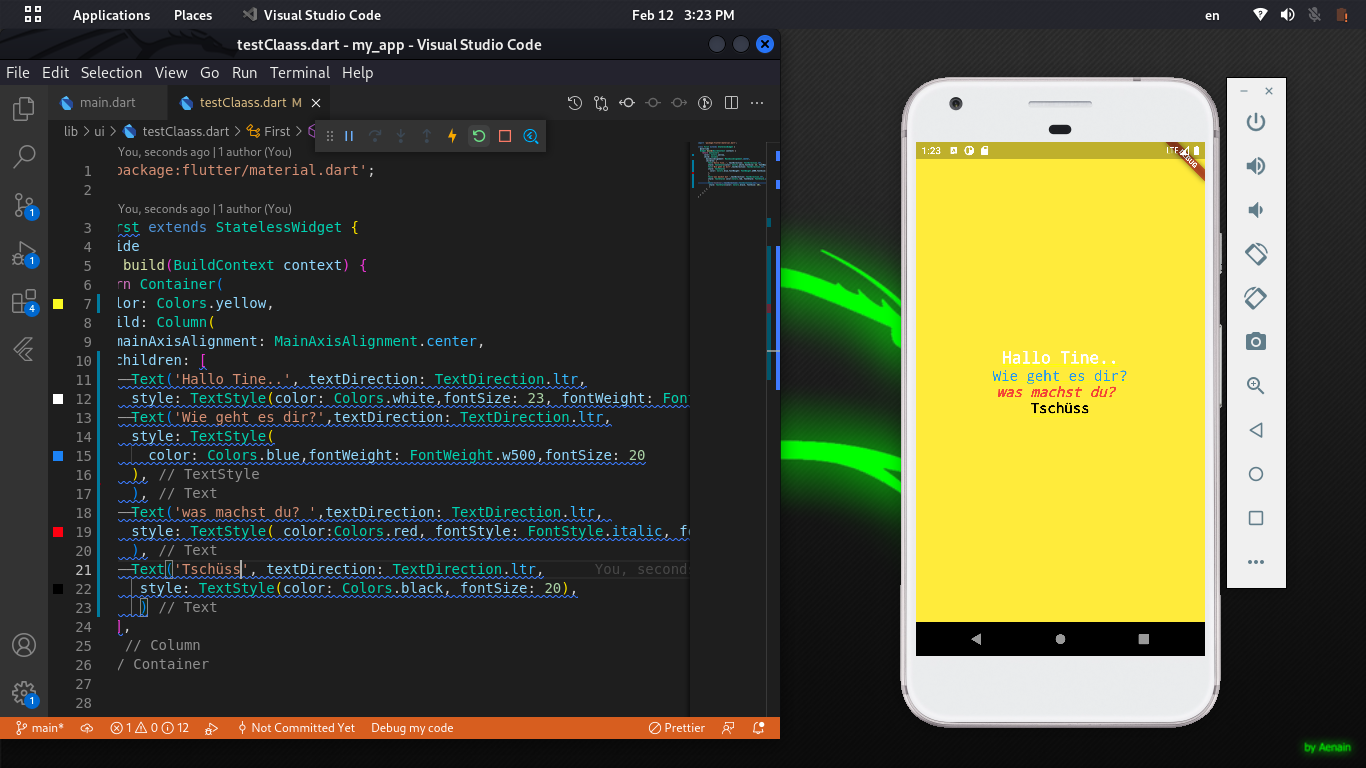 Applications Places Visual Studio Code Feb 12 3:23 PM en
testClaass.dart - my_app - Visual Studio Code
File Edit Selection View Go Run Terminal Help
main.dart testClaass.dart M
lib > ui > testClaass.dart > First >
You, seconds ago | 1 author (You)
1 package:flutter/material.dart';
2
You, seconds ago | 1 author (You)
3 rst extends StatelessWidget {
4 ide
5 build(BuildContext context) {
6 rn Container(
7 lor: Colors.yellow,
8 ild: Column(
9 mainAxisAlignment: MainAxisAlignment.center,
10 children: [
11 Text('Hallo Tine..', textDirection: TextDirection.ltr,
12 style: TextStyle(color: Colors.white,fontSize: 23, fontWeight: Fon
13 Text('Wie geht es dir?',textDirection: TextDirection.ltr,
14 style: TextStyle(
15 color: Colors.blue,fontWeight: FontWeight.w500,fontSize: 20
16 ), // TextStyle
17 ), // Text
18 Text('was machst du? ',textDirection: TextDirection.ltr,
19 style: TextStyle( color:Colors.red, fontStyle: FontStyle.italic, fo
20 ), // Text
21 Text('Tschüss', textDirection: TextDirection.ltr, You, second
22 style: TextStyle(color: Colors.black, fontSize: 20),
23 ) // Text
24 ],
25 // Column
26 / Container
27
28
1
1
4
1
main* 1 0 12 Not Committed Yet Debug my code Prettier
1:23 LTE
DEBUG
Hallo Tine..
Wie geht es dir?
was machst du?
Tschüss
by Aenain